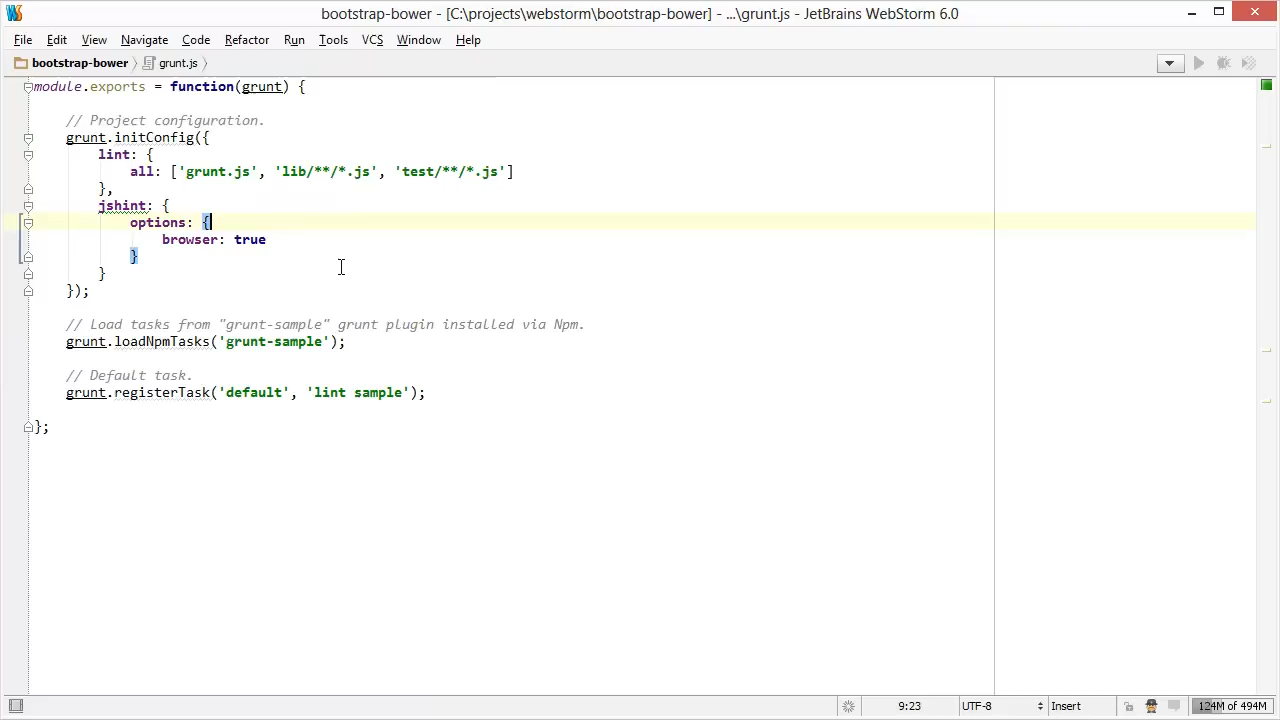 bootstrap-bower - [C:\projects\webstorm\bootstrap-bower] - ...\grunt.js - JetBrains WebStorm 6.0
File Edit View Navigate Code Refactor Run Tools VCS Window Help
bootstrap-bower grunt.js
module.exports = function(grunt) {
// Project configuration.
grunt.initConfig({
lint: {
all: ['grunt.js', 'lib/**/*.js', 'test/**/*.js']
},
jshint: {
options: {
browser: true
}
}
});
// Load tasks from "grunt-sample" grunt plugin installed via Npm.
grunt.loadNpmTasks('grunt-sample');
// Default task.
grunt.registerTask('default', 'lint sample');
};
9:23 UTF-8 Insert 124M of 494M